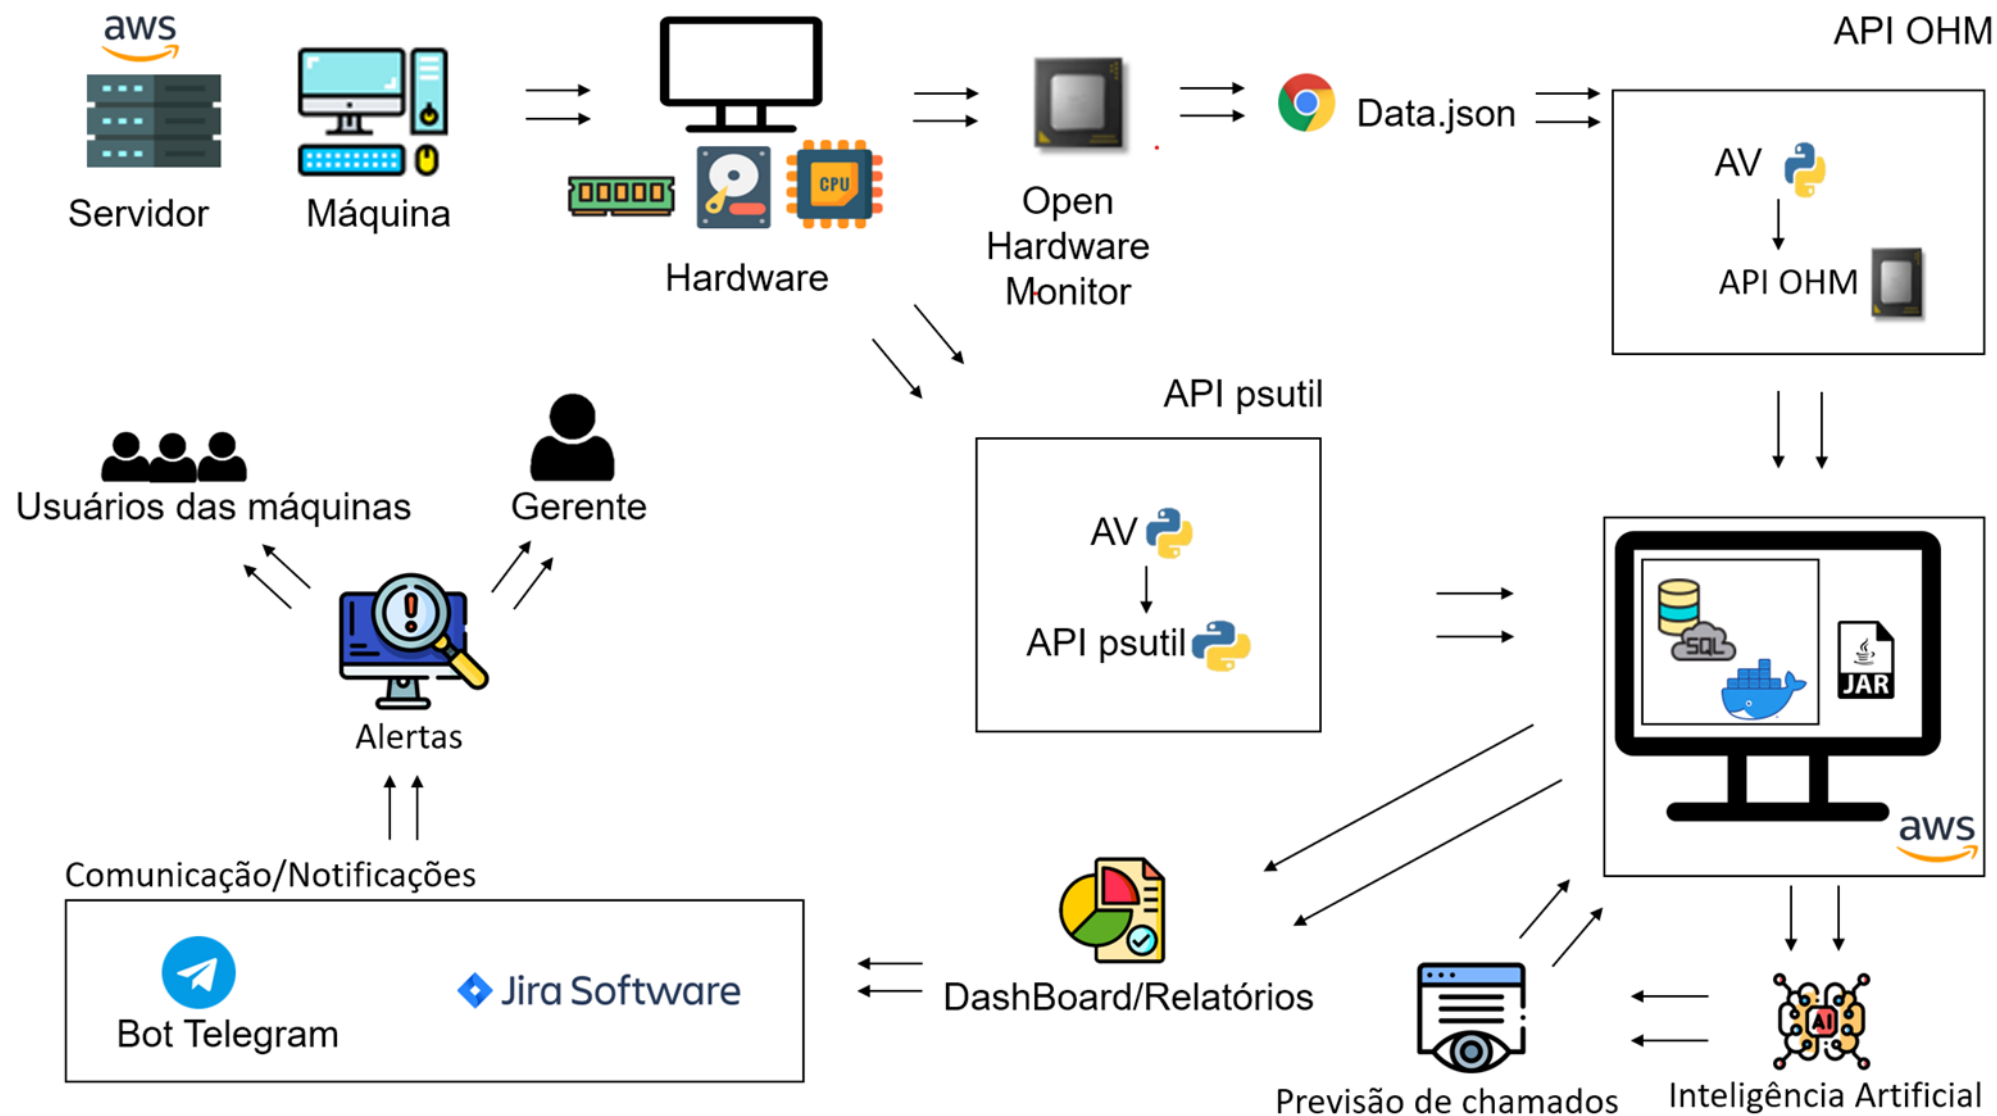 aws
Servidor
Máquina
CPU
Hardware
Open
Hardware
Monitor
Data.json
API OHM
AV
API OHM
API psutil
AV
API psutil
Usuários das máquinas
Gerente
Alertas
SQL
JAR
aws
Comunicação/Notificações
Bot Telegram
Jira Software
DashBoard/Relatórios
Previsão de chamados
AI
Inteligência Artificial